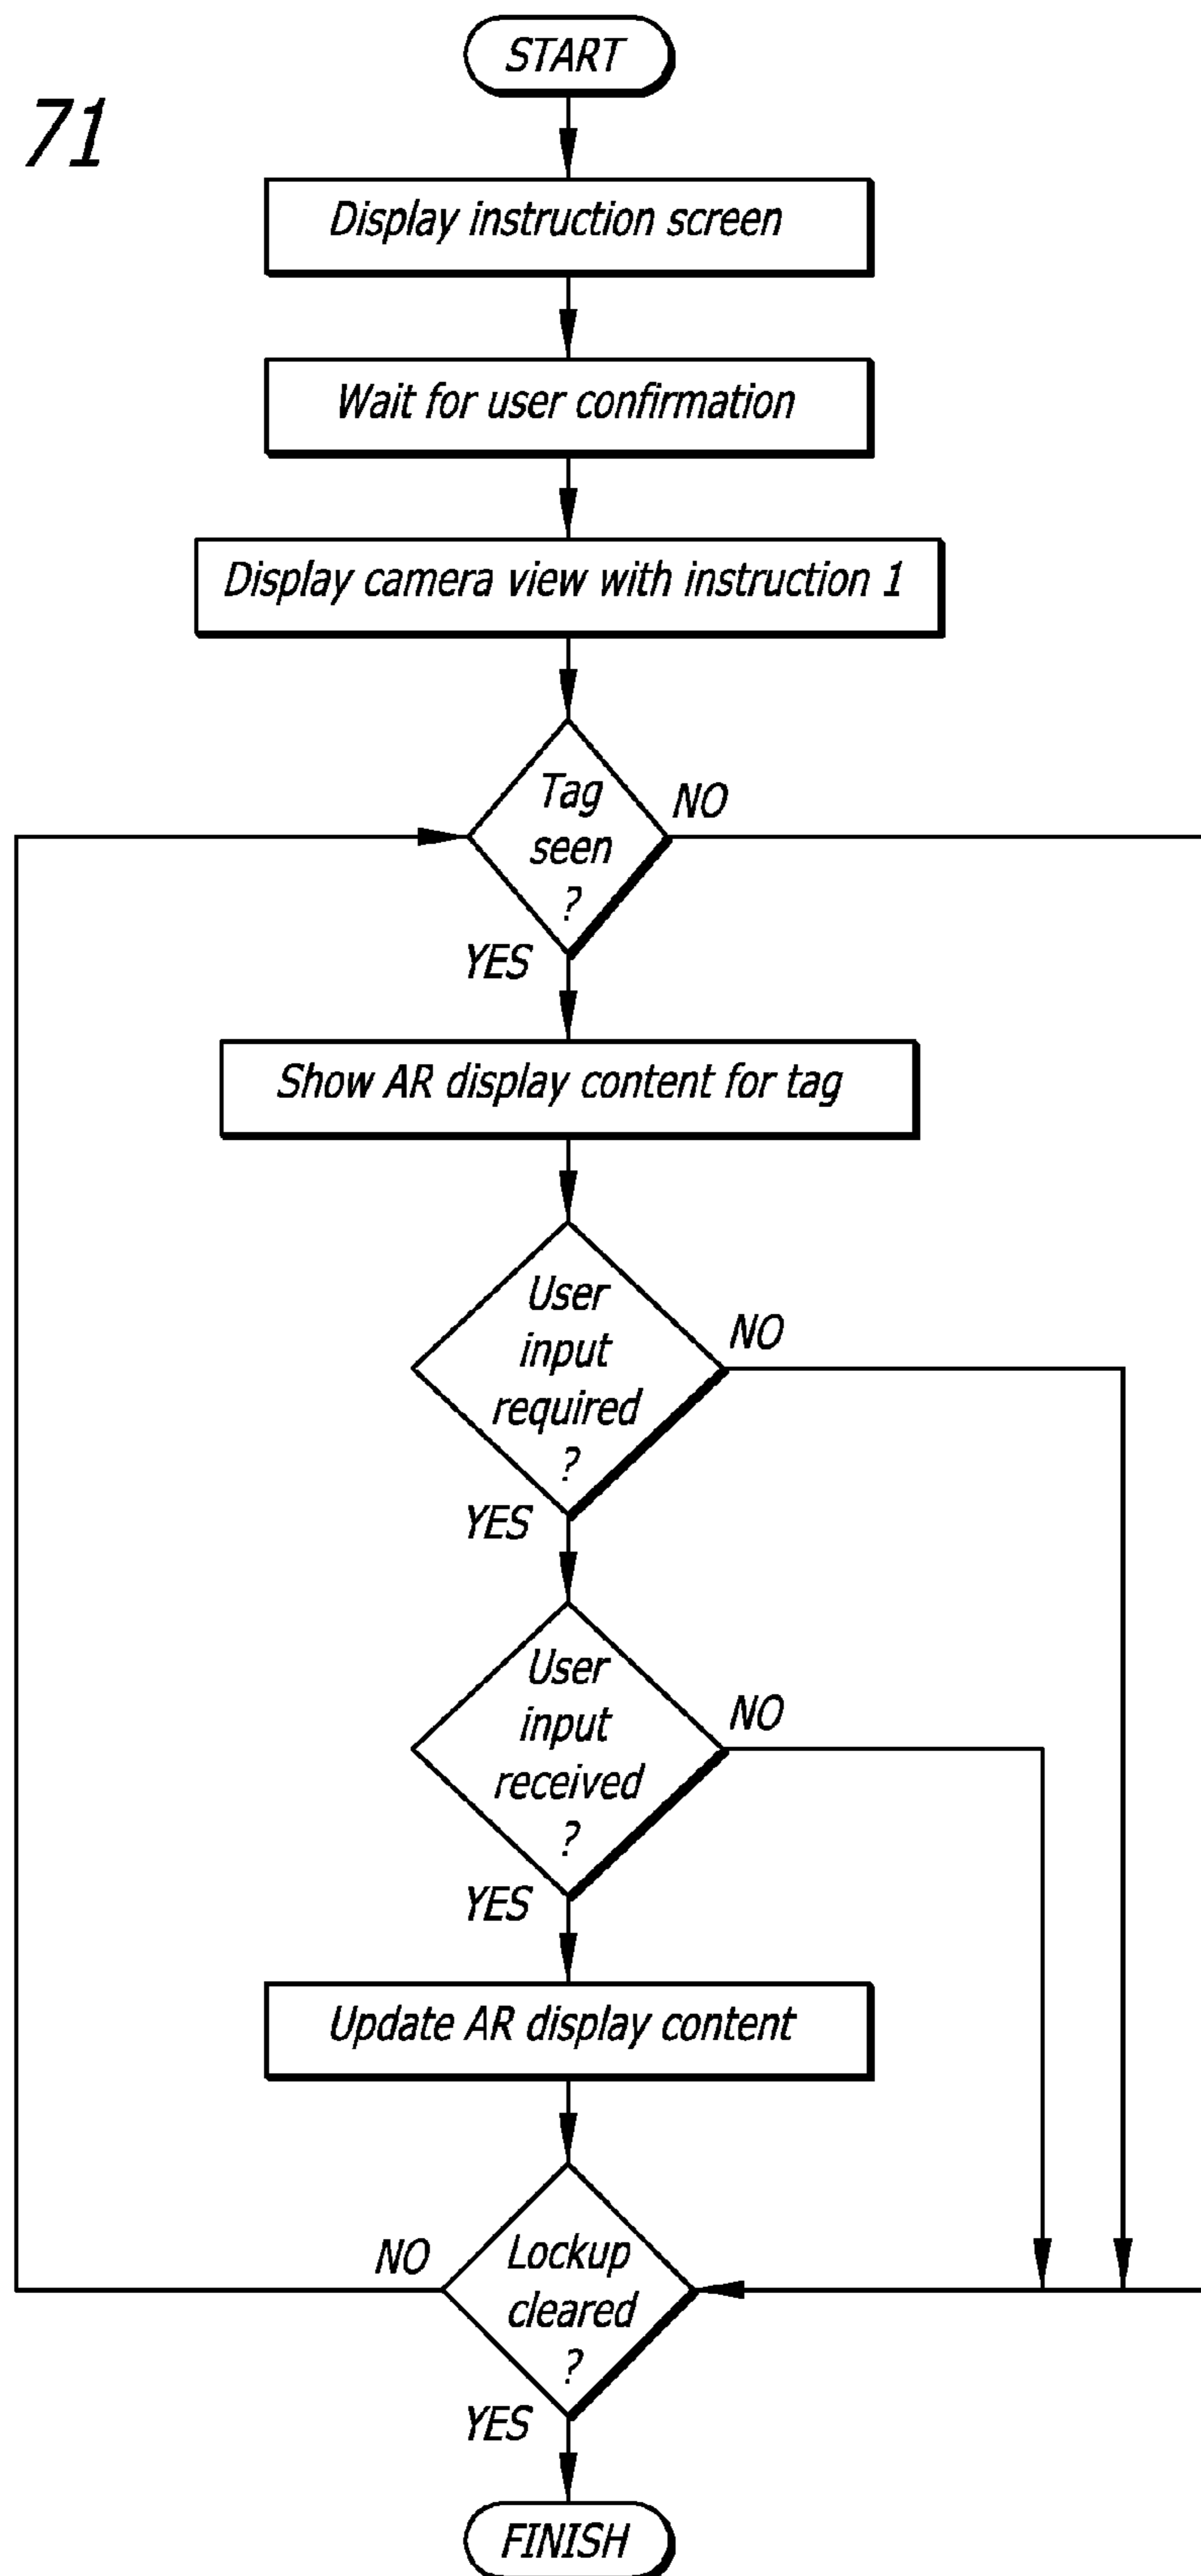 START
71
Display instruction screen
Wait for user confirmation
Display camera view with instruction 1
Tag
seen
?
NO
YES
Show AR display content for tag
User
input
required
?
NO
YES
User
input
received
?
NO
YES
Update AR display content
NO
Lockup
cleared
?
YES
FINISH